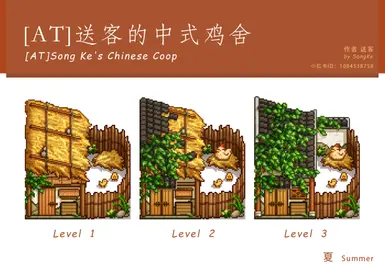 [AT]送客的中式鸡舍
[AT]Song Ke's Chinese Coop
作者 送客
by SongKe
Level 1
Level 2
Level 3
夏 Summer